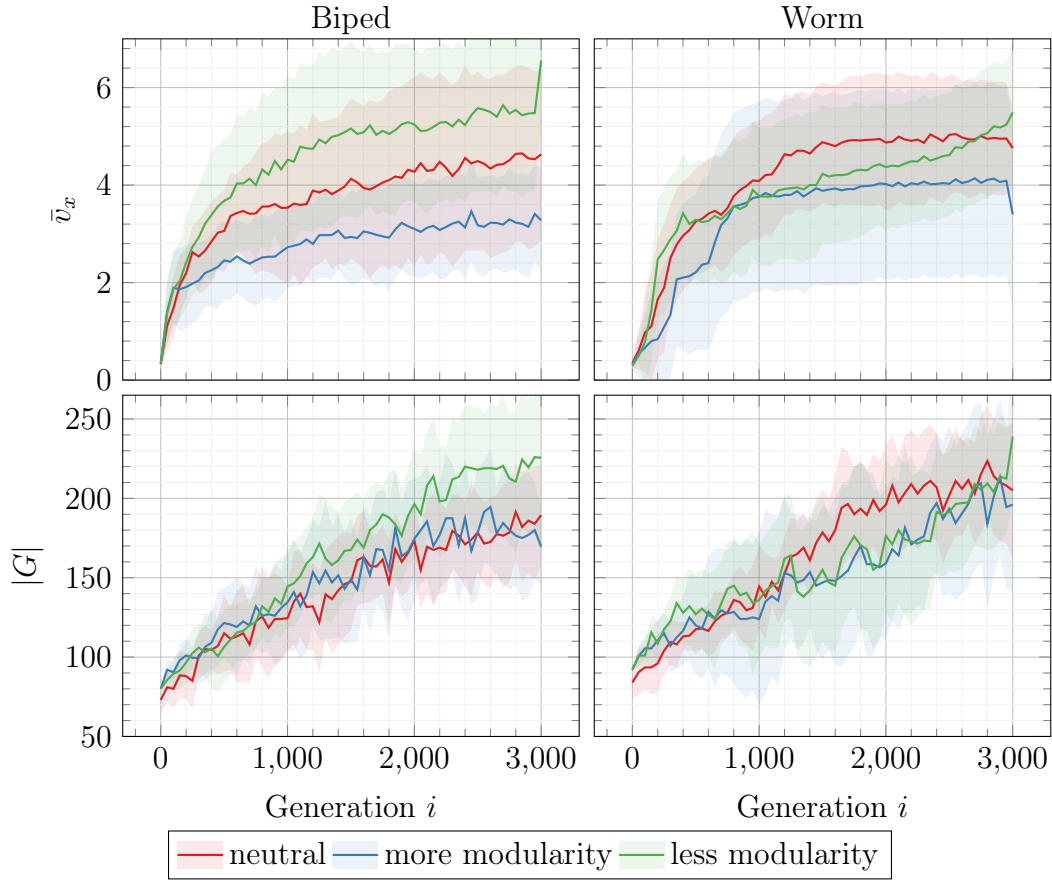 Biped
Worm
6
4
2
0
v̄ₓ
250
200
150
100
50
|G|
0 1,000 2,000 3,000
0 1,000 2,000 3,000
Generation i
Generation i
neutral more modularity less modularity